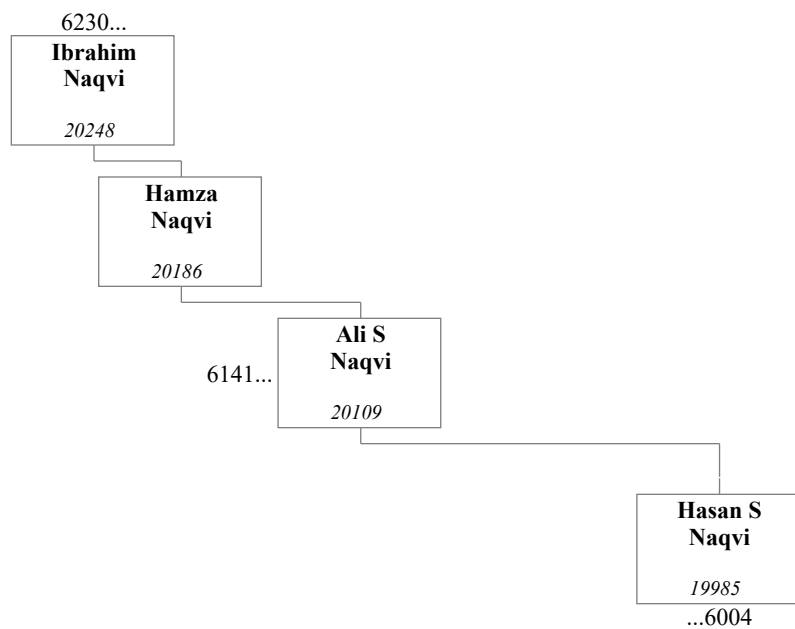 6230...
Ibrahim
Naqvi
20248
Hamza
Naqvi
20186
Ali S
Naqvi
6141...
20109
Hasan S
Naqvi
19985
...6004